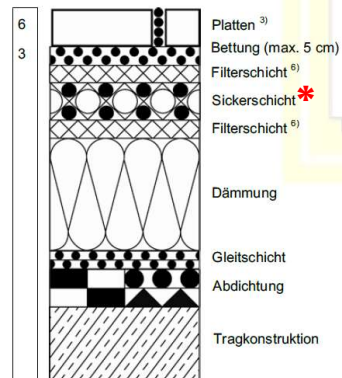 6
Platten 3)
3
Bettung (max. 5 cm)
Filterschicht 6)
Sickerschicht*
Filterschicht 6)
Dämmung
Gleitschicht
Abdichtung
Tragkonstruktion